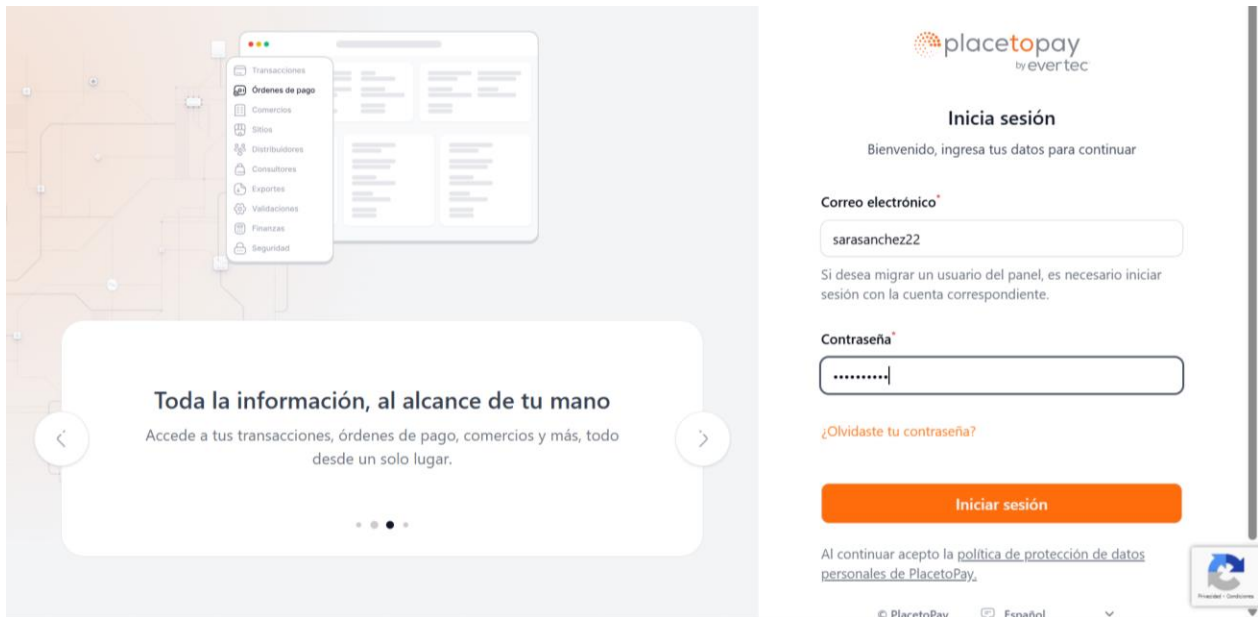 Transacciones
Órdenes de pago
Comercios
Sitios
Distribuidores
Consultores
Exportes
Validaciones
Finanzas
Seguridad
Toda la información, al alcance de tu mano
Accede a tus transacciones, órdenes de pago, comercios y más, todo
desde un solo lugar.
placetopay
by evertec
Inicia sesión
Bienvenido, ingresa tus datos para continuar
Correo electrónico*
sarasanchez22
Si desea migrar un usuario del panel, es necesario iniciar
sesión con la cuenta correspondiente.
Contraseña*
••••••••••
¿Olvidaste tu contraseña?
Iniciar sesión
Al continuar acepto la política de protección de datos
personales de PlacetoPay.
Privacidad - Condiciones
© PlacetoPay Español